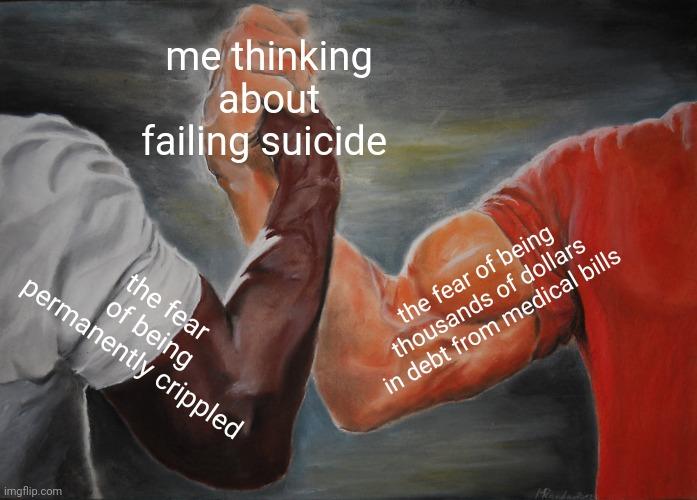 me thinking
about
failing suicide
the fear
of being
permanently crippled
the fear of being
thousands of dollars
in debt from medical bills
imgflip.com